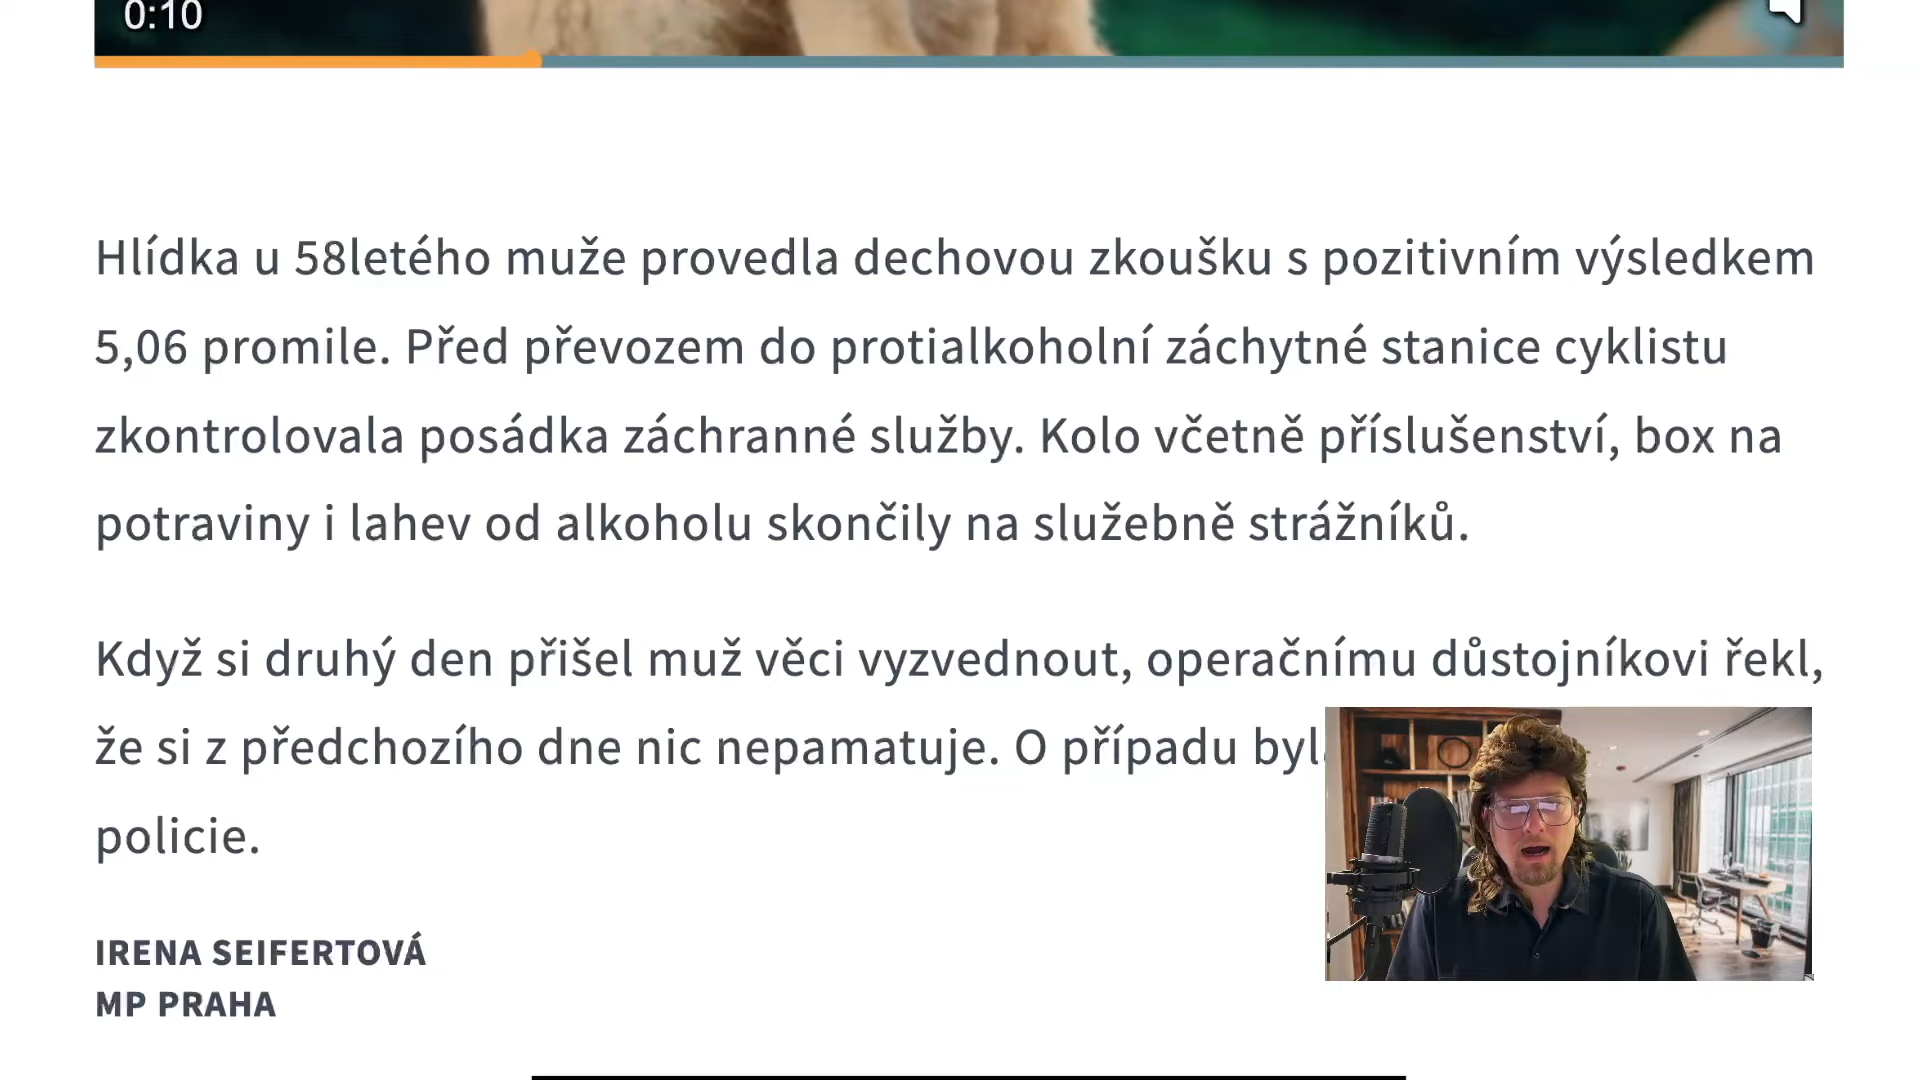 0:10
Hlídka u 58letého muže provedla dechovou zkoušku s pozitivním výsledkem
5,06 promile. Před převozem do protialkoholní záchytné stanice cyklistu
zkontrolovala posádka záchranné služby. Kolo včetně příslušenství, box na
potraviny i lahev od alkoholu skončily na služebně strážníků.
Když si druhý den přišel muž věci vyzvednout, operačnímu důstojníkovi řekl,
že si z předchozího dne nic nepamatuje. O případu
policie.
IRENA SEIFERTOVÁ
MP PRAHA